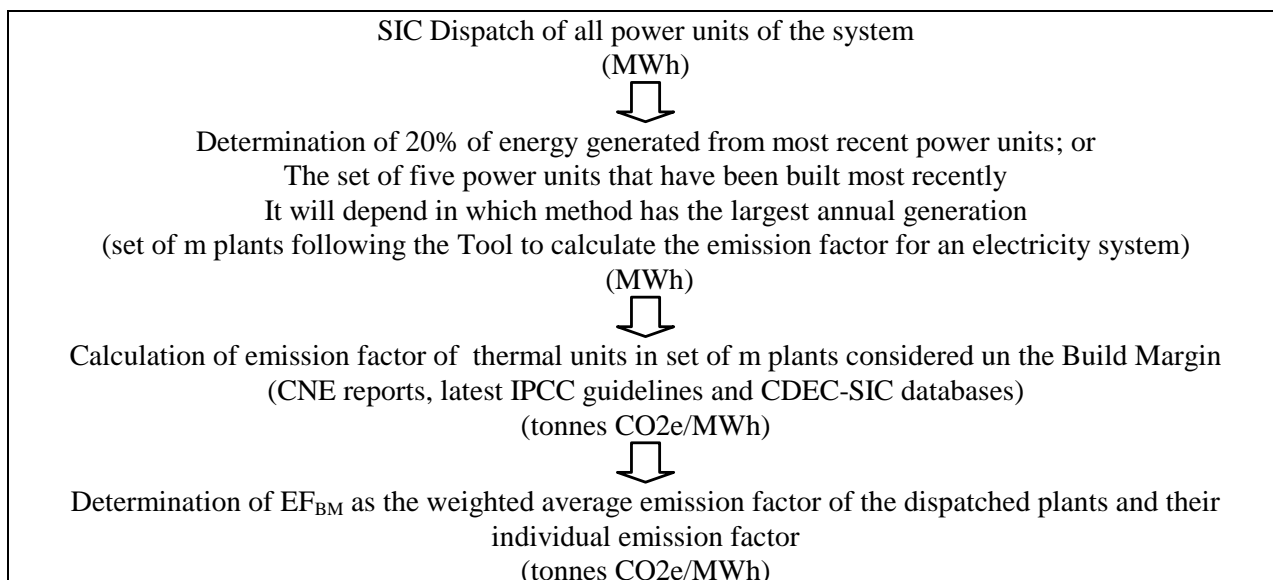 SIC Dispatch of all power units of the system
(MWh)
Determination of 20% of energy generated from most recent power units; or
The set of five power units that have been built most recently
It will depend in which method has the largest annual generation
(set of m plants following the Tool to calculate the emission factor for an electricity system)
(MWh)
Calculation of emission factor of thermal units in set of m plants considered un the Build Margin
(CNE reports, latest IPCC guidelines and CDEC-SIC databases)
(tonnes CO2e/MWh)
Determination of EFBM as the weighted average emission factor of the dispatched plants and their
individual emission factor
(tonnes CO2e/MWh)